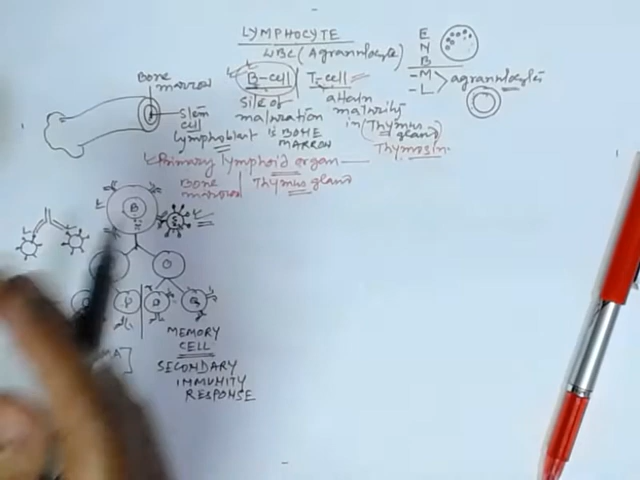 LYMPHOCYTE
WBC (Agranulocyte)
E
N
B
- M
- L
agranulocytes
B-cell | T-cell
site of maturation is BONE MARROW
attain maturity in (Thymus gland)
Thymosin
Bone marrow
Stem cell
Lymphoblast
Primary lymphoid organ
Bone marrow | Thymus gland
B
MEMORY
CELL
SECONDARY
IMMUNITY
RESPONSE